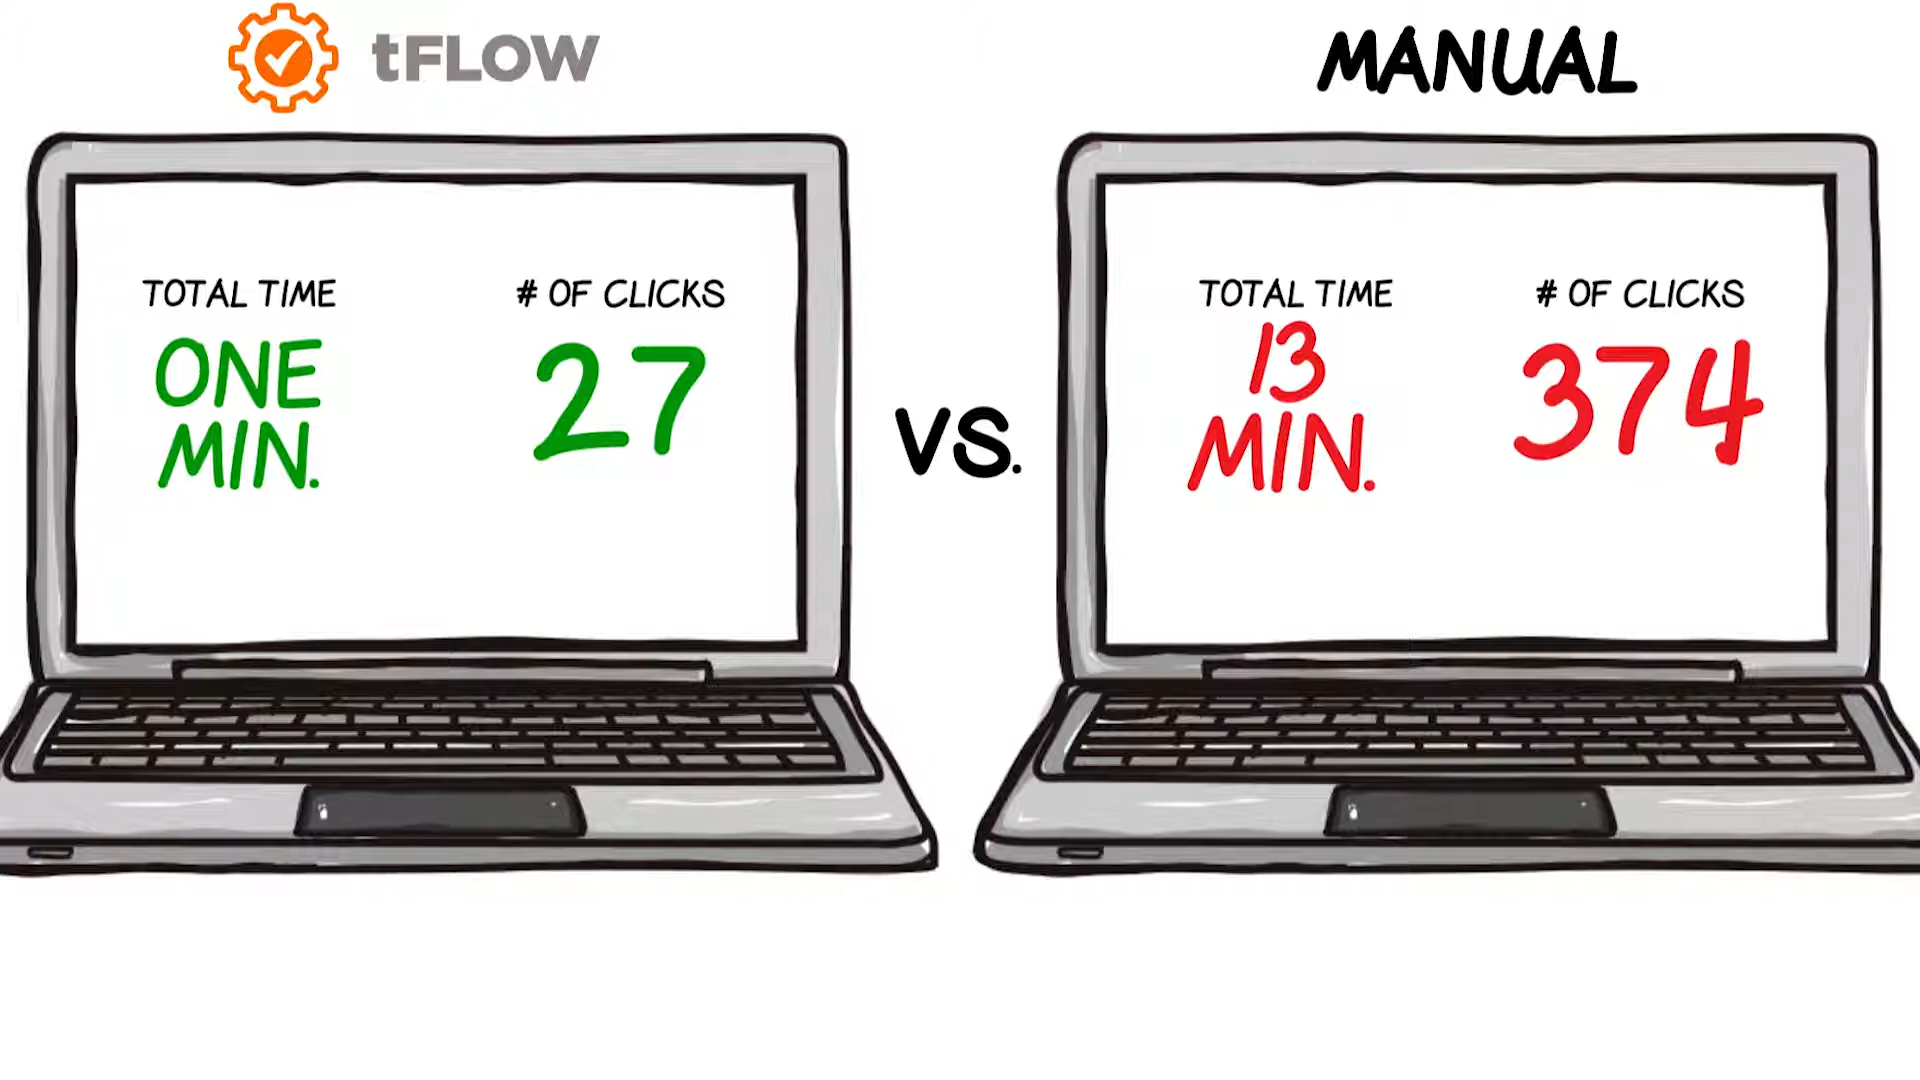 tFLOW
TOTAL TIME
ONE
MIN.
# OF CLICKS
27
VS.
MANUAL
TOTAL TIME
13
MIN.
# OF CLICKS
374